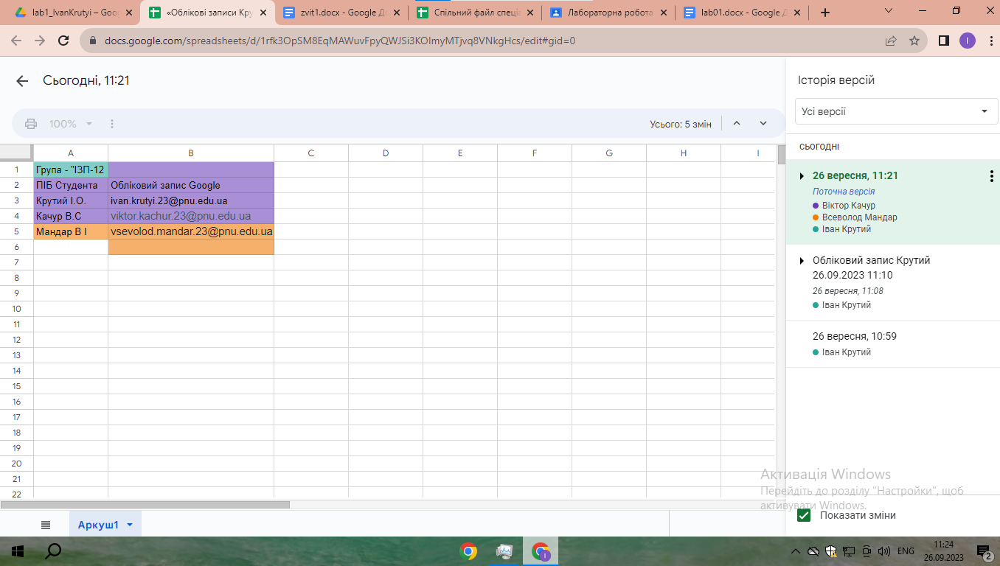 lab1_IvanKrutyi – Goo
«Облікові записи Кру
zvit1.docx - Google Д
Спільний файл спеціа
Лабораторна робота
lab01.docx - Google Д
docs.google.com/spreadsheets/d/1rfk3OpSM8EqMAWuvFpyQWJSi3KOImyMTjvq8VNkgHcs/edit#gid=0
I
Сьогодні, 11:21
100%
Усього: 5 змін
A B C D E F G H I
1 Група - "ІЗП-12
2 ПІБ Студента Обліковий запис Google
3 Крутий І.О. ivan.krutyi.23@pnu.edu.ua
4 Качур В.С viktor.kachur.23@pnu.edu.ua
5 Мандар В І vsevolod.mandar.23@pnu.edu.ua
6
7
8
9
10
11
12
13
14
15
16
17
18
19
20
21
22
Аркуш1
Історія версій
Усі версії
СЬОГОДНІ
26 вересня, 11:21
Поточна версія
Віктор Качур
Всеволод Мандар
Іван Крутий
Обліковий запис Крутий
26.09.2023 11:10
26 вересня, 11:08
Іван Крутий
26 вересня, 10:59
Іван Крутий
Активація Windows
Перейдіть до розділу "Настройки", щоб
активувати Windows.
Показати зміни
I
ENG
11:24
26.09.2023
2